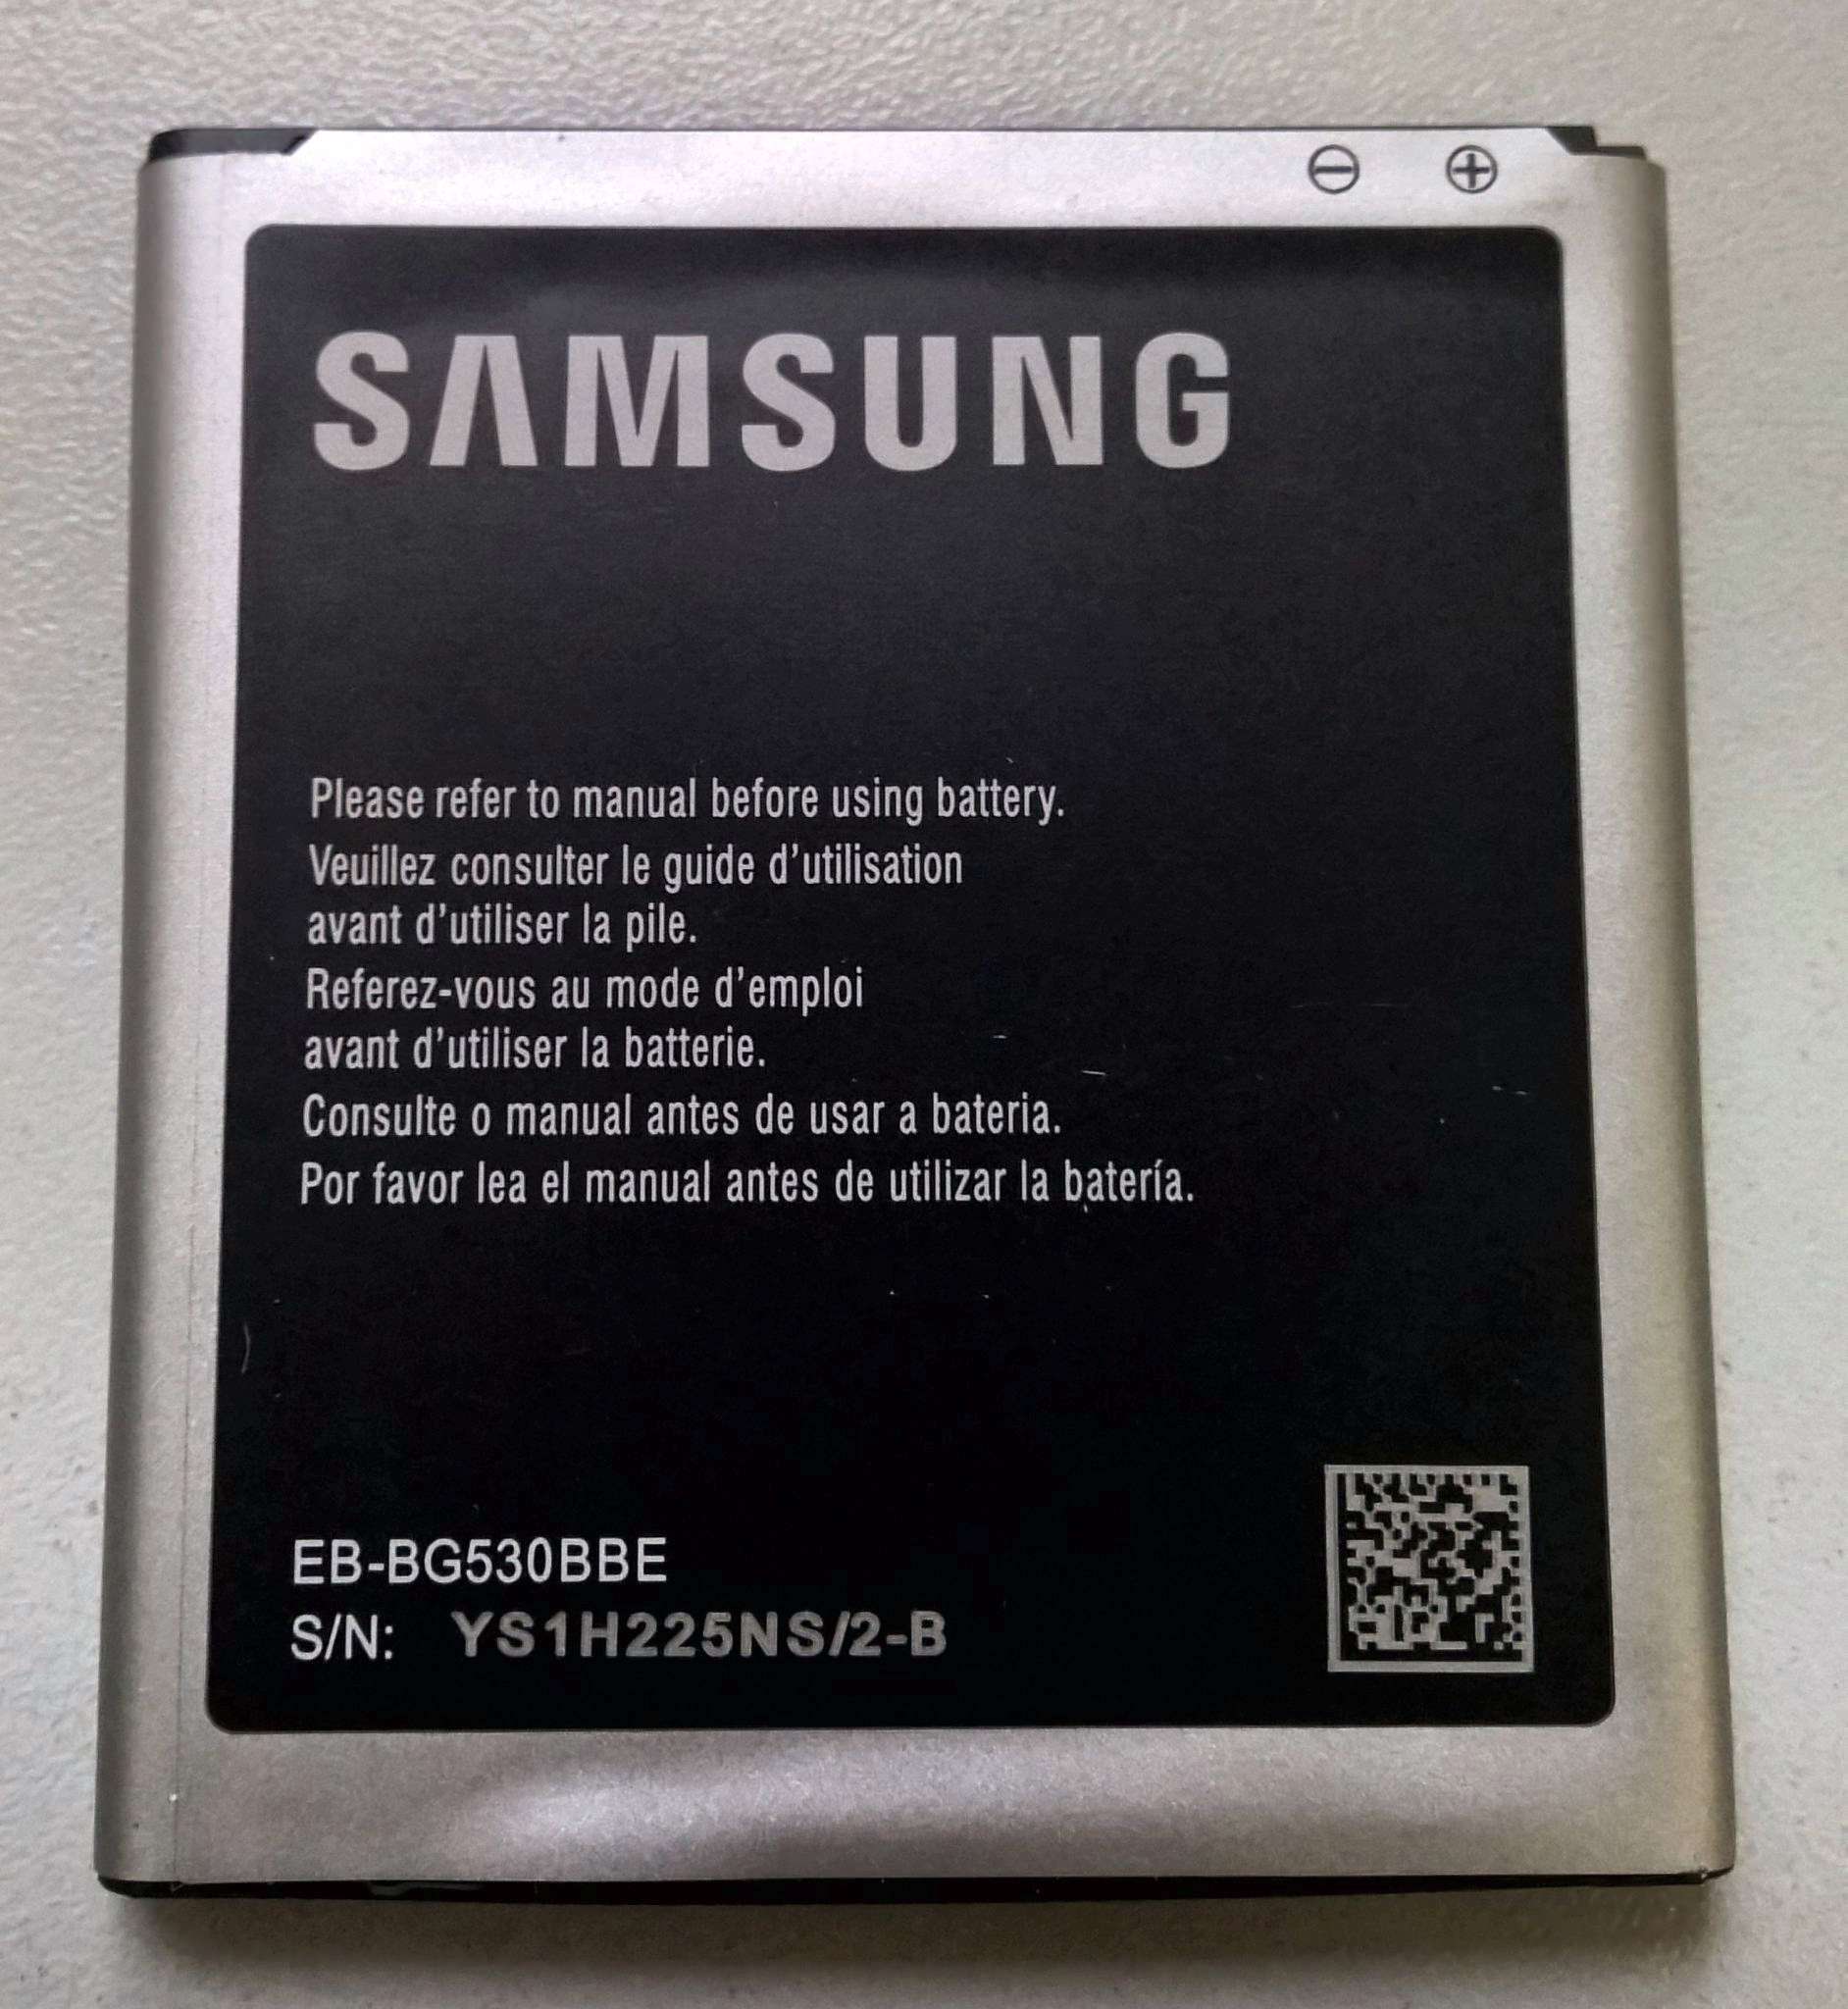 SAMSUNG
Please refer to manual before using battery.
Veuillez consulter le guide d'utilisation
avant d'utiliser la pile.
Referez-vous au mode d'emploi
avant d'utiliser la batterie.
Consulte o manual antes de usar a bateria.
Por favor lea el manual antes de utilizar la batería.
EB-BG530BBE
S/N: YS1H225NS/2-B